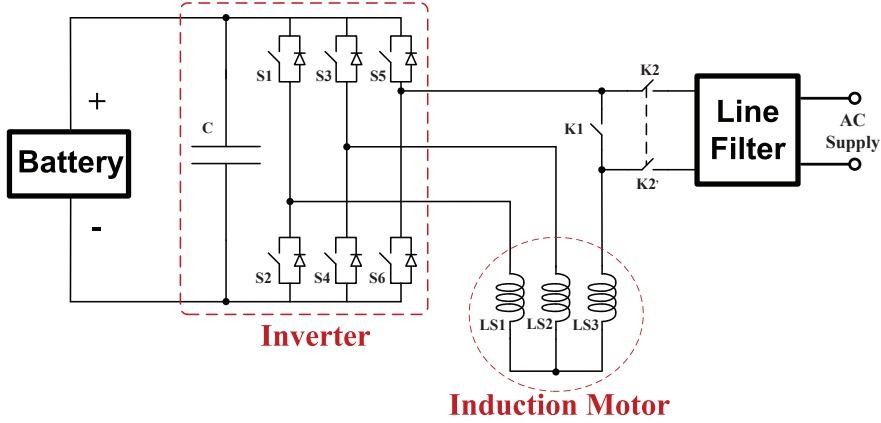 S1
S3
S5
K2
+
C
K1
Line
Filter
AC
Supply
Battery
K2`
-
S2
S4
S6
LS1
LS2
LS3
Inverter
Induction Motor